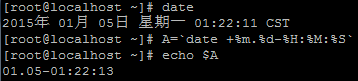 [root@localhost ~]# date
2015年 01月 05日 星期一 01:22:11 CST
[root@localhost ~]# A=`date +%m.%d-%H:%M:%S`
[root@localhost ~]# echo $A
01.05-01:22:13